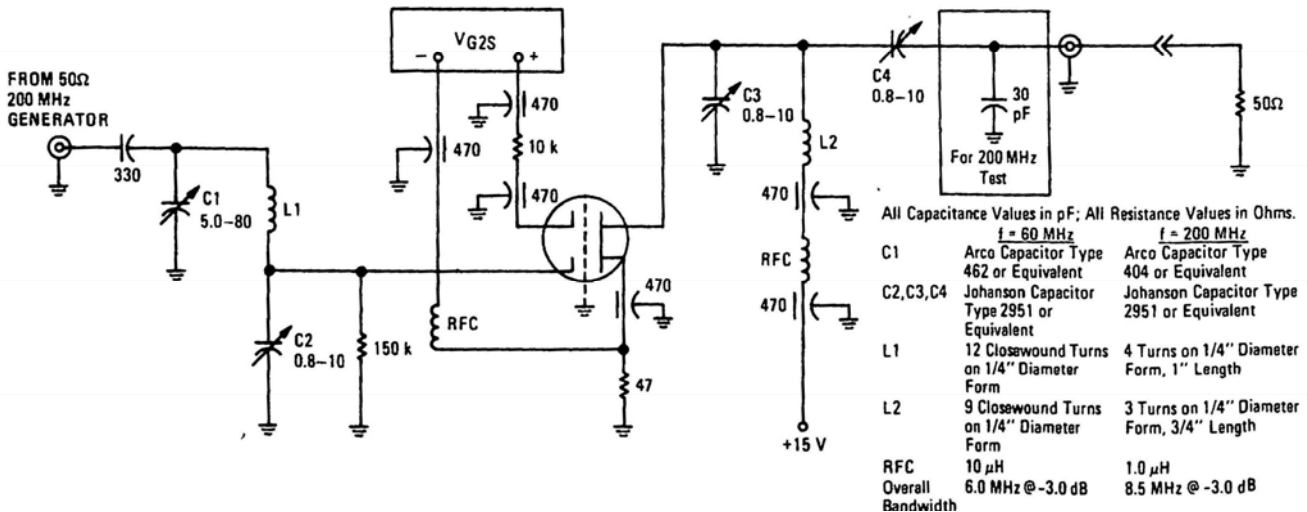 VG2S
− +
FROM 50Ω
200 MHz
GENERATOR
330
C1
5.0–80
L1
C2
0.8–10
150 k
470
470
10 k
470
RFC
470
47
C3
0.8–10
C4
0.8–10
L2
470
RFC
470
+15 V
30
pF
For 200 MHz
Test
50Ω
All Capacitance Values in pF; All Resistance Values in Ohms.
f = 60 MHz f = 200 MHz
C1 Arco Capacitor Type Arco Capacitor Type
462 or Equivalent 404 or Equivalent
C2,C3,C4 Johanson Capacitor Johanson Capacitor Type
Type 2951 or 2951 or Equivalent
Equivalent
L1 12 Closewound Turns 4 Turns on 1/4" Diameter
on 1/4" Diameter Form, 1" Length
Form
L2 9 Closewound Turns 3 Turns on 1/4" Diameter
on 1/4" Diameter Form, 3/4" Length
Form
RFC 10 μH 1.0 μH
Overall 6.0 MHz @ -3.0 dB 8.5 MHz @ -3.0 dB
Bandwidth